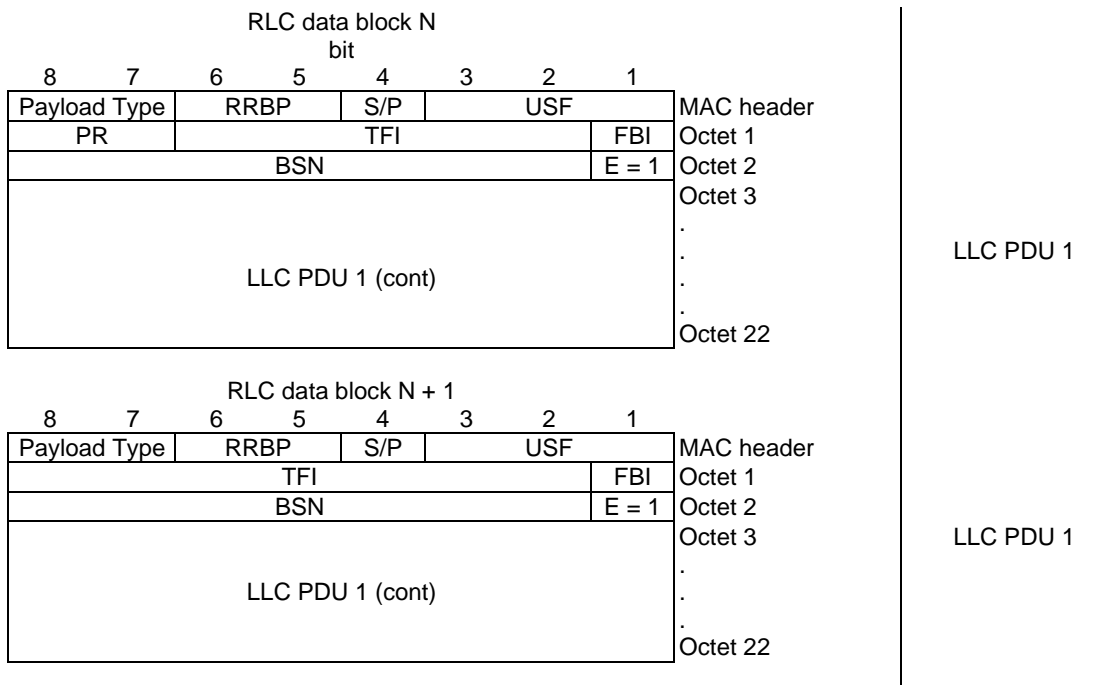 RLC data block N
bit
8 7 6 5 4 3 2 1
Payload Type RRBP S/P USF MAC header
PR TFI FBI Octet 1
BSN E = 1 Octet 2
Octet 3
.
.
LLC PDU 1
LLC PDU 1 (cont)
.
.
Octet 22
RLC data block N + 1
8 7 6 5 4 3 2 1
Payload Type RRBP S/P USF MAC header
TFI FBI Octet 1
BSN E = 1 Octet 2
Octet 3 LLC PDU 1
.
LLC PDU 1 (cont) .
.
Octet 22